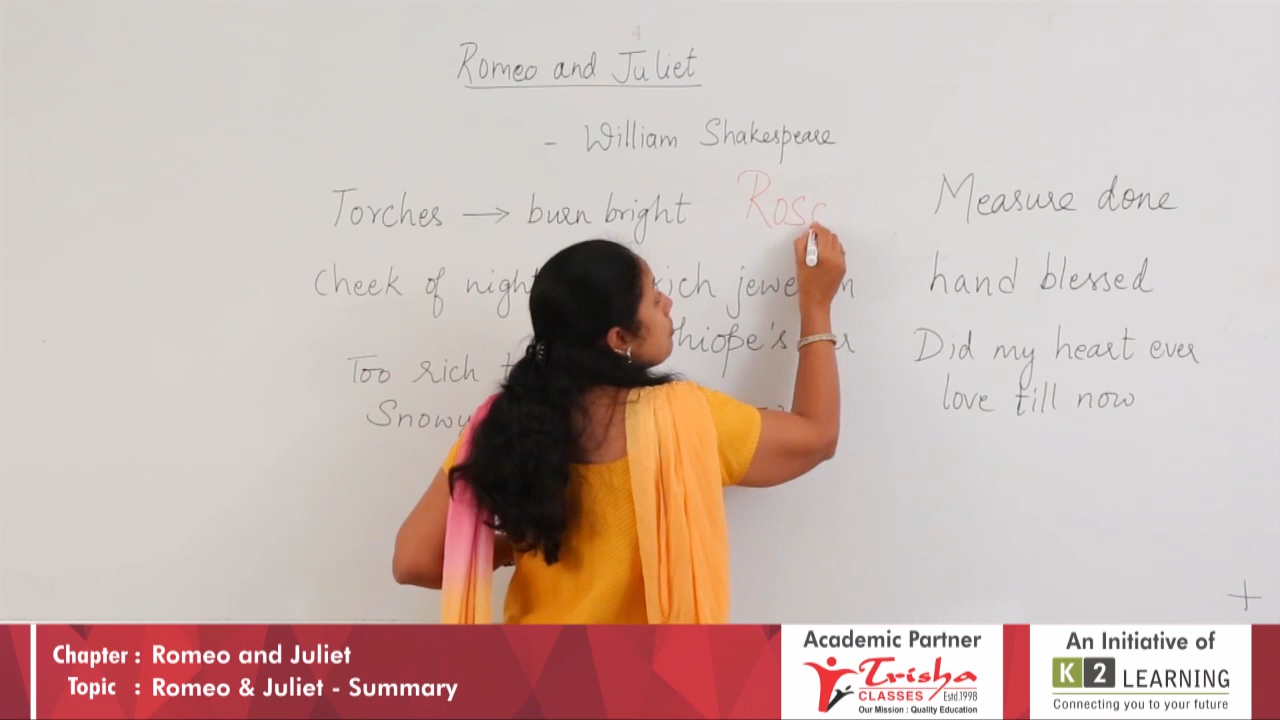 Romeo and Juliet
- William Shakespeare
Torches → burn bright
Cheek of night rich
Too rich
Snowy
Measure done
hand blessed
Did my heart ever
love till now
+
Chapter : Romeo and Juliet
Topic : Romeo & Juliet - Summary
Academic Partner
Trisha
CLASSES Estd.1998
Our Mission : Quality Education
An Initiative of
K2 LEARNING
Connecting you to your future